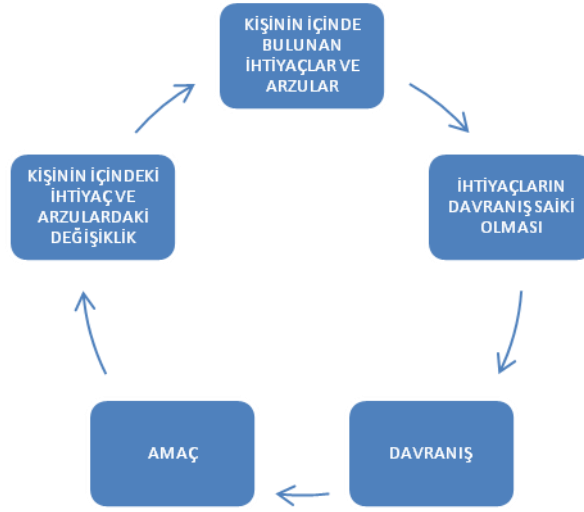 KİŞİNİN İÇİNDE
BULUNAN
İHTİYAÇLAR VE
ARZULAR
İHTİYAÇLARIN
DAVRANIŞ SAİKİ
OLMASI
DAVRANIŞ
AMAÇ
KİŞİNİN İÇİNDEKİ
İHTİYAÇ VE
ARZULARDAKİ
DEĞİŞİKLİK